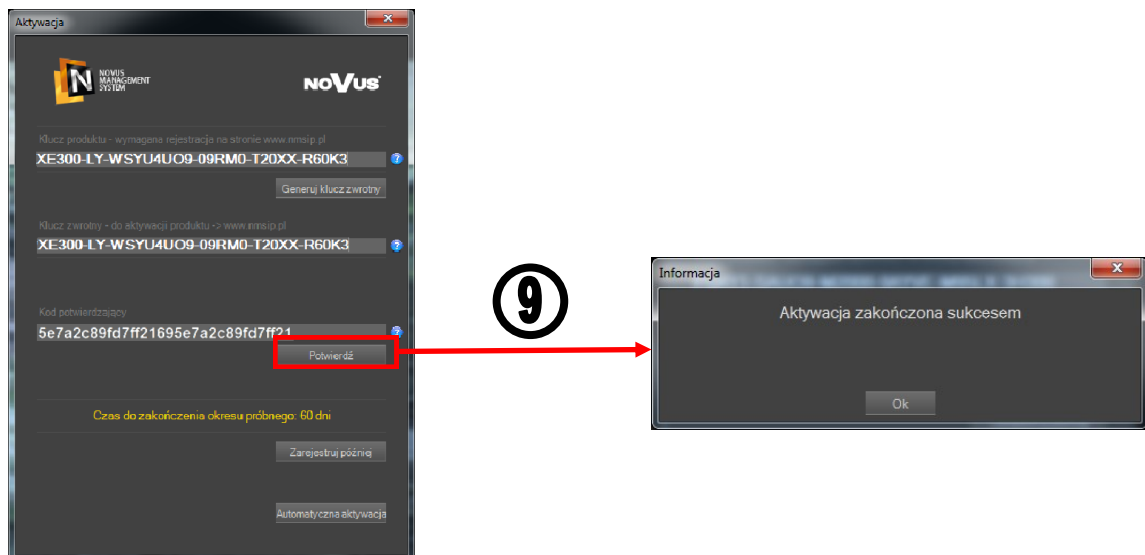 Aktywacja
NOVUS
MANAGEMENT
SYSTEM
NOVUS
Klucz produktu - wymagana rejestracja na stronie www.nmsip.pl
XE300-LY-WSYU4UO9-09RM0-T20XX-R60K3
Generuj klucz zwrotny
Klucz zwrotny - do aktywacji produktu -> www.nmsip.pl
XE300-LY-WSYU4UO9-09RM0-T20XX-R60K3
Kod potwierdzający
5e7a2c89fd7ff21695e7a2c89fd7ff21
Potwierdź
Czas do zakończenia okresu próbnego: 60 dni
Zarejestruj później
Automatyczna aktywacja
9
Informacja
Aktywacja zakończona sukcesem
Ok